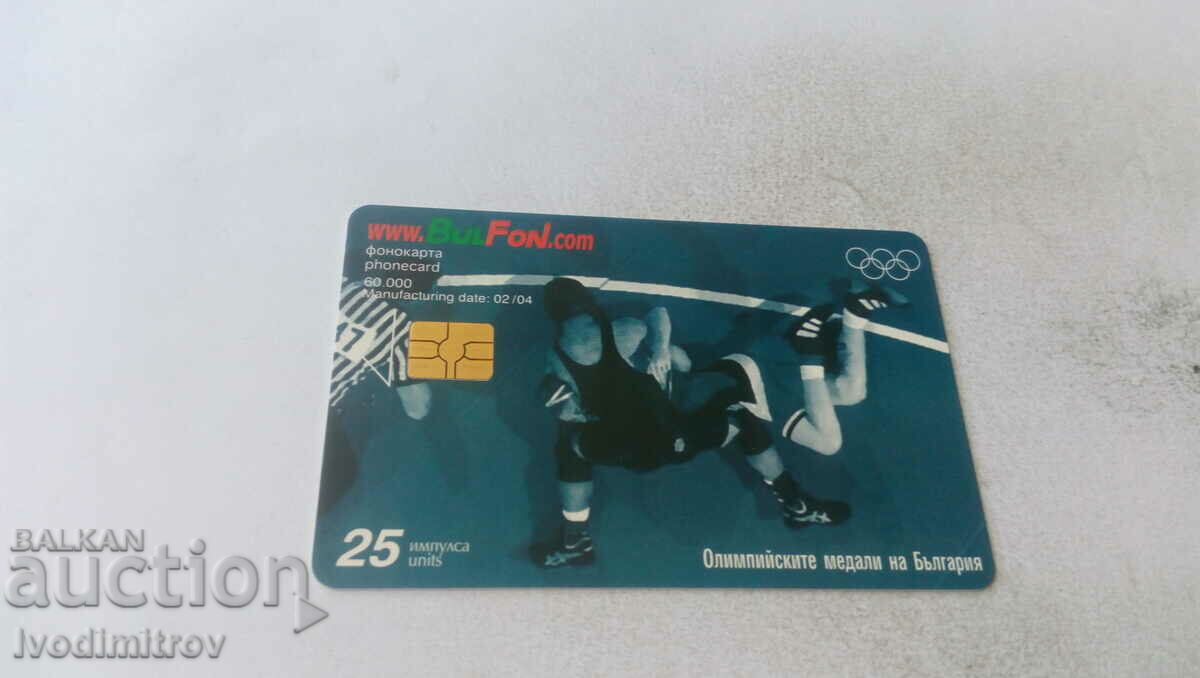 www.BULFON.com
фонокарта
phonecard
60.000
Manufacturing date: 02/04
25 импулса
units
Олимпийските медали на България
BALKAN
auction
Ivodimitrov